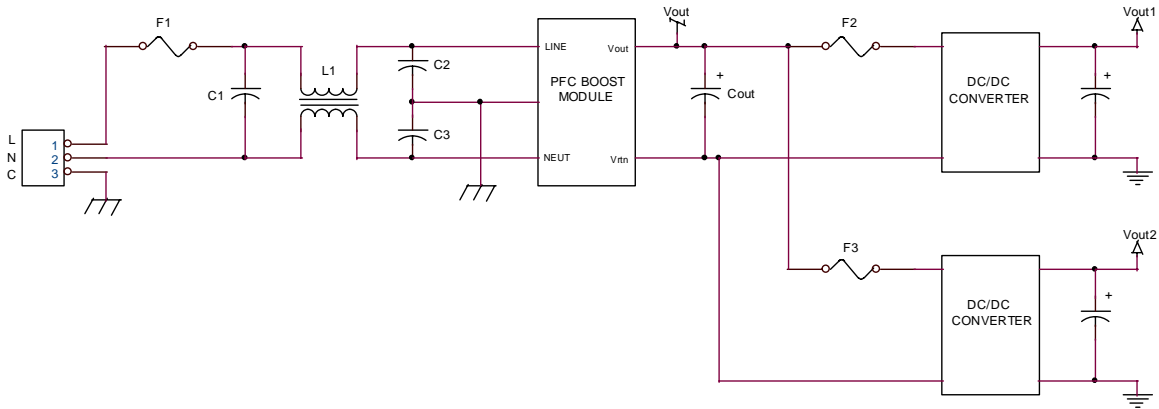 F1
L1
C1
C2
C3
L 1
N 2
C 3
LINE
NEUT
PFC BOOST
MODULE
Vout
Vrtn
Vout
+
Cout
F2
DC/DC
CONVERTER
Vout1
+
F3
DC/DC
CONVERTER
Vout2
+